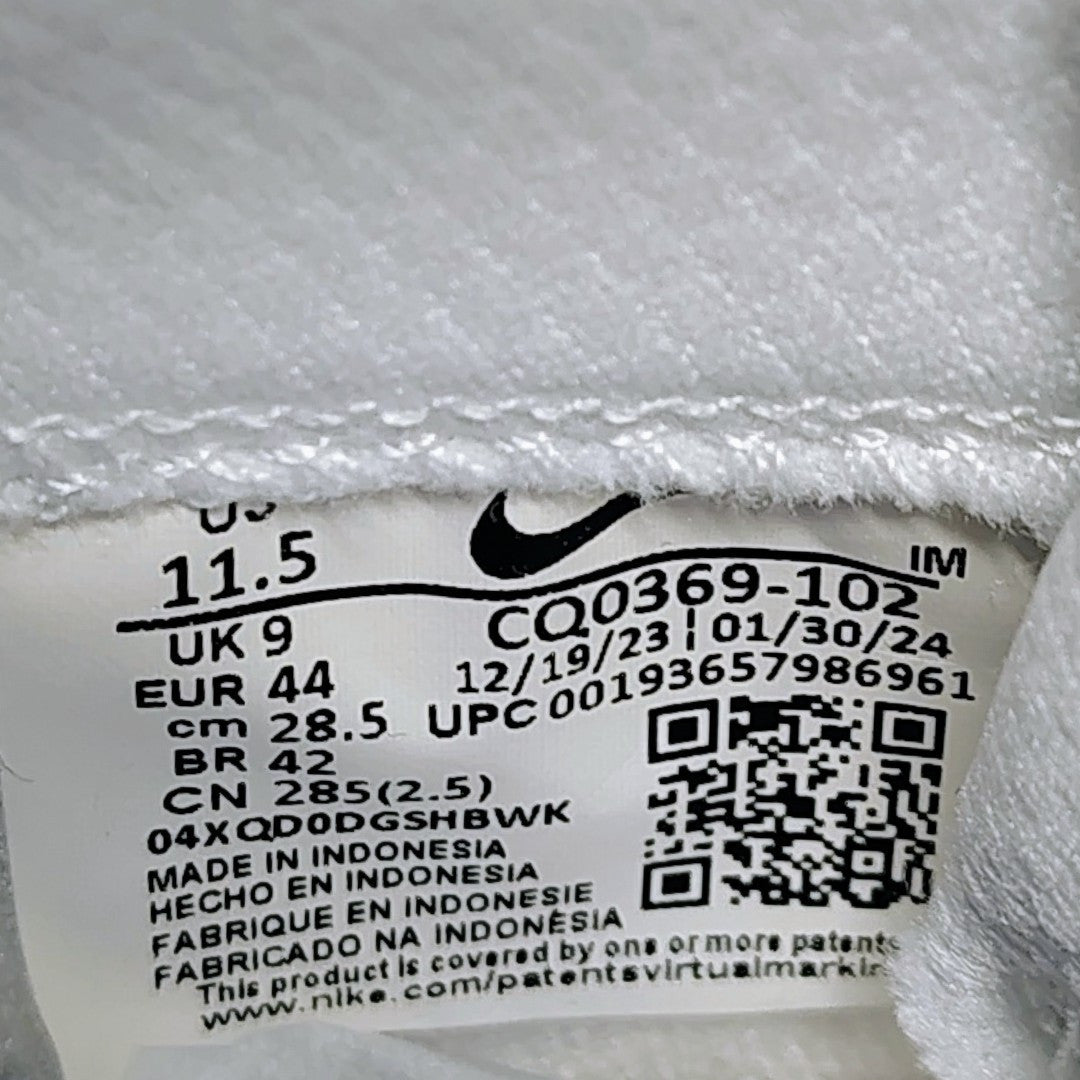 US
11.5
IM
CQ0369-102
UK 9
12/19/23 ¦ 01/30/24
EUR 44
UPC 00193657986961
cm 28.5
BR 42
CN 285(2.5)
04XQD0DGSHBWK
MADE IN INDONESIA
HECHO EN INDONESIA
FABRIQUE EN INDONESIE
FABRICADO NA INDONÉSIA
This product is covered by one or more patents
www.nike.com/patentsvirtualmarkin